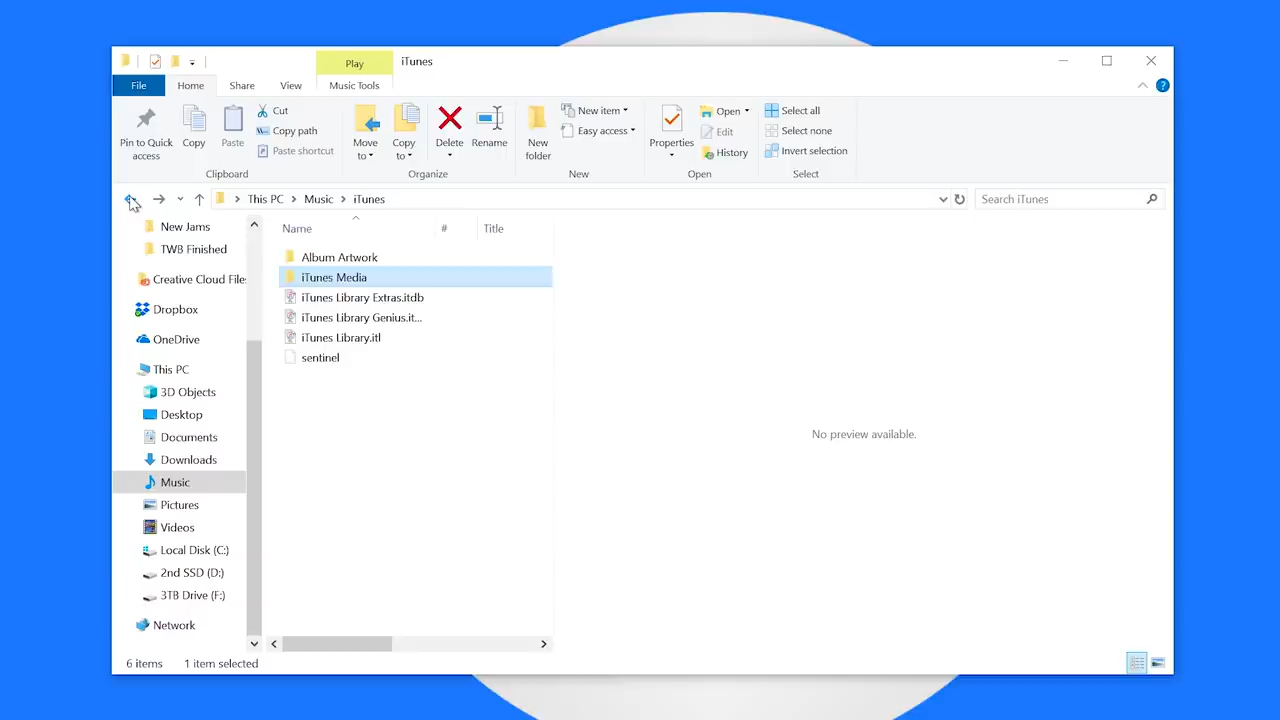 Play
iTunes
File
Home
Share
View
Music Tools
Pin to Quick access
Copy
Paste
Cut
Copy path
Paste shortcut
Clipboard
Move to
Copy to
Delete
Rename
Organize
New folder
New item
Easy access
New
Properties
Open
Edit
History
Open
Select all
Select none
Invert selection
Select
This PC
Music
iTunes
Search iTunes
New Jams
TWB Finished
Creative Cloud File
Dropbox
OneDrive
This PC
3D Objects
Desktop
Documents
Downloads
Music
Pictures
Videos
Local Disk (C:)
2nd SSD (D:)
3TB Drive (F:)
Network
Name
#
Title
Album Artwork
iTunes Media
iTunes Library Extras.itdb
iTunes Library Genius.it...
iTunes Library.itl
sentinel
No preview available.
6 items
1 item selected